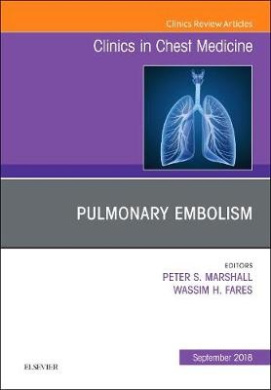 Clinics Review Articles
Clinics in Chest Medicine
PULMONARY EMBOLISM
EDITORS
PETER S. MARSHALL
WASSIM H. FARES
ELSEVIER
September 2018